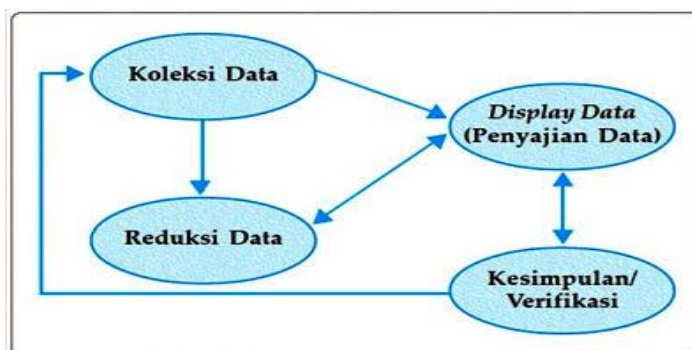 Koleksi Data
Display Data
(Penyajian Data)
Reduksi Data
Kesimpulan/
Verifikasi